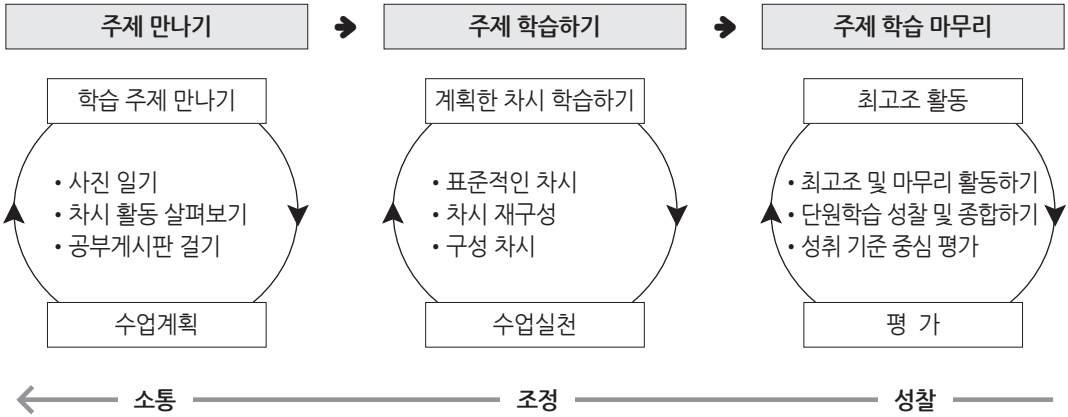 주제 만나기 → 주제 학습하기 → 주제 학습 마무리
학습 주제 만나기
• 사진 일기
• 차시 활동 살펴보기
• 공부게시판 걸기
수업계획
계획한 차시 학습하기
• 표준적인 차시
• 차시 재구성
• 구성 차시
수업실천
최고조 활동
• 최고조 및 마무리 활동하기
• 단원학습 성찰 및 종합하기
• 성취 기준 중심 평가
평 가
소통 조정 성찰